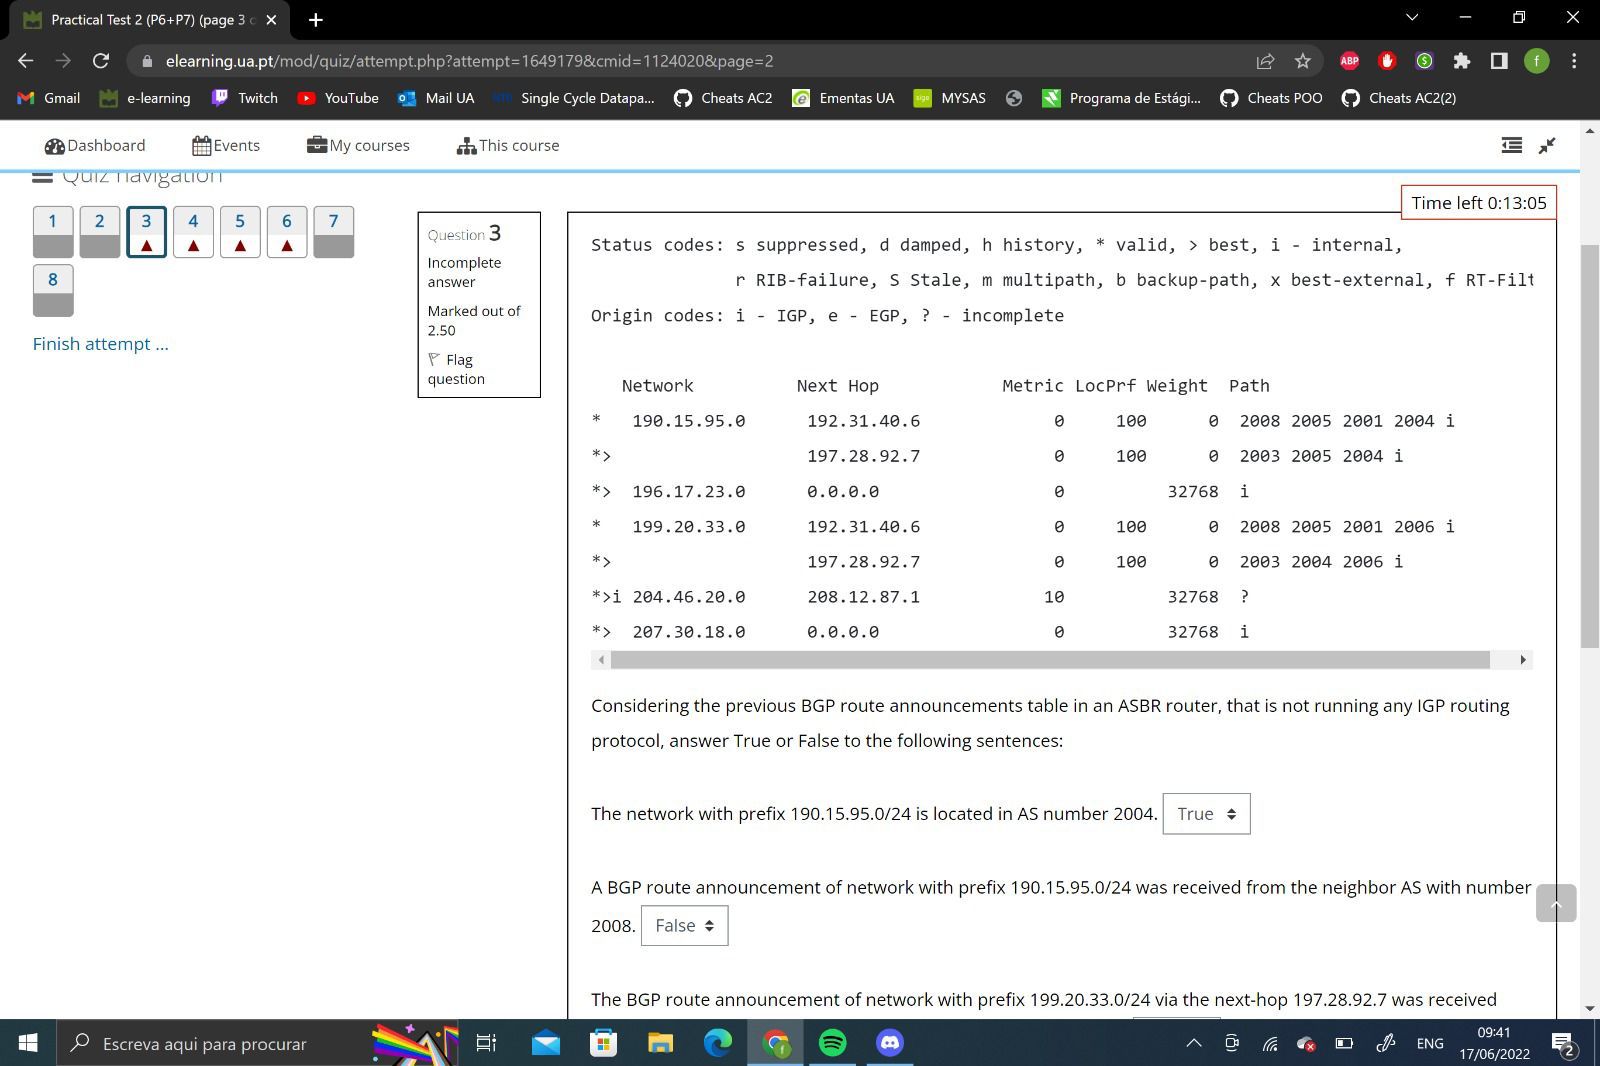 Practical Test 2 (P6+P7) (page 3
elearning.ua.pt/mod/quiz/attempt.php?attempt=1649179&cmid=1124020&page=2
ABP
f
Gmail
e-learning
Twitch
YouTube
Mail UA
Single Cycle Datapa...
Cheats AC2
Ementas UA
MYSAS
Programa de Estági...
Cheats POO
Cheats AC2(2)
Dashboard
Events
My courses
This course
Quiz navigation
Time left 0:13:05
1 2 3 4 5 6 7
8
Finish attempt ...
Question 3
Incomplete
answer
Marked out of
2.50
Flag
question
Status codes: s suppressed, d damped, h history, * valid, > best, i - internal,
r RIB-failure, S Stale, m multipath, b backup-path, x best-external, f RT-Filt
Origin codes: i - IGP, e - EGP, ? - incomplete
Network Next Hop Metric LocPrf Weight Path
* 190.15.95.0 192.31.40.6 0 100 0 2008 2005 2001 2004 i
*> 197.28.92.7 0 100 0 2003 2005 2004 i
*> 196.17.23.0 0.0.0.0 0 32768 i
* 199.20.33.0 192.31.40.6 0 100 0 2008 2005 2001 2006 i
*> 197.28.92.7 0 100 0 2003 2004 2006 i
*>i 204.46.20.0 208.12.87.1 10 32768 ?
*> 207.30.18.0 0.0.0.0 0 32768 i
Considering the previous BGP route announcements table in an ASBR router, that is not running any IGP routing
protocol, answer True or False to the following sentences:
The network with prefix 190.15.95.0/24 is located in AS number 2004. True
A BGP route announcement of network with prefix 190.15.95.0/24 was received from the neighbor AS with number
2008. False
The BGP route announcement of network with prefix 199.20.33.0/24 via the next-hop 197.28.92.7 was received
Escreva aqui para procurar
ENG
09:41
17/06/2022
2